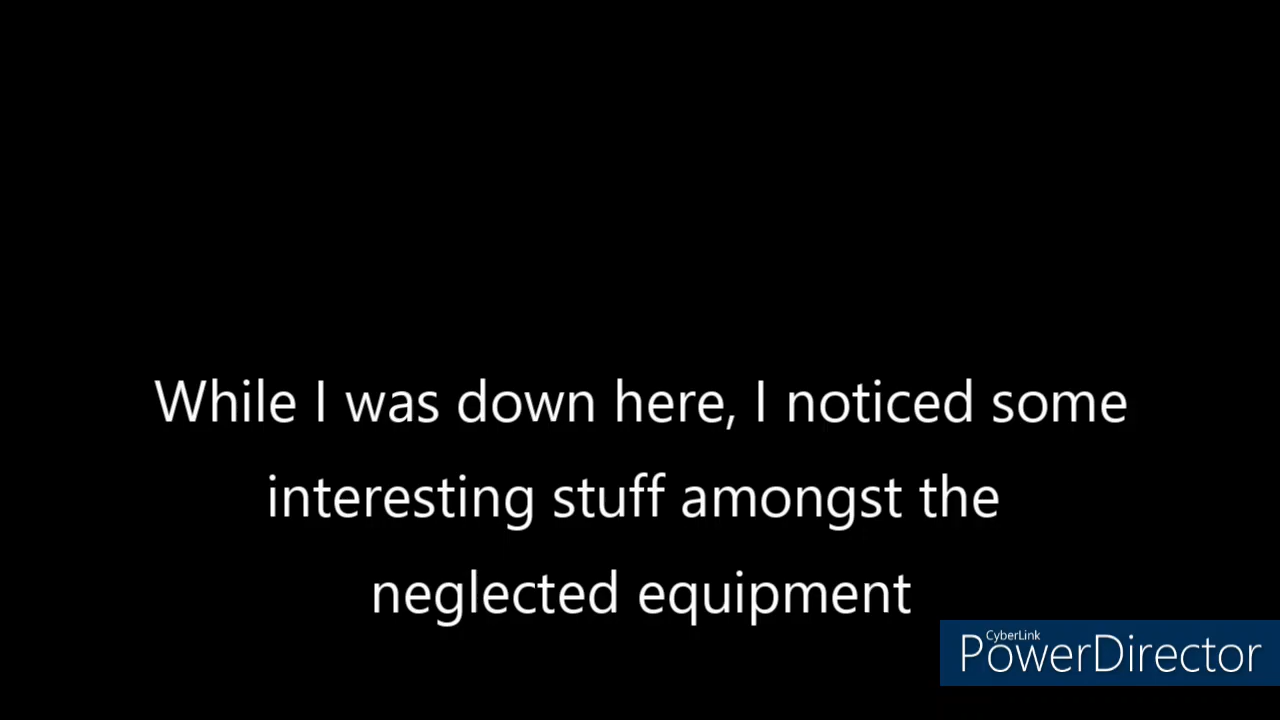 While I was down here, I noticed some
interesting stuff amongst the
neglected equipment
CyberLink
PowerDirector